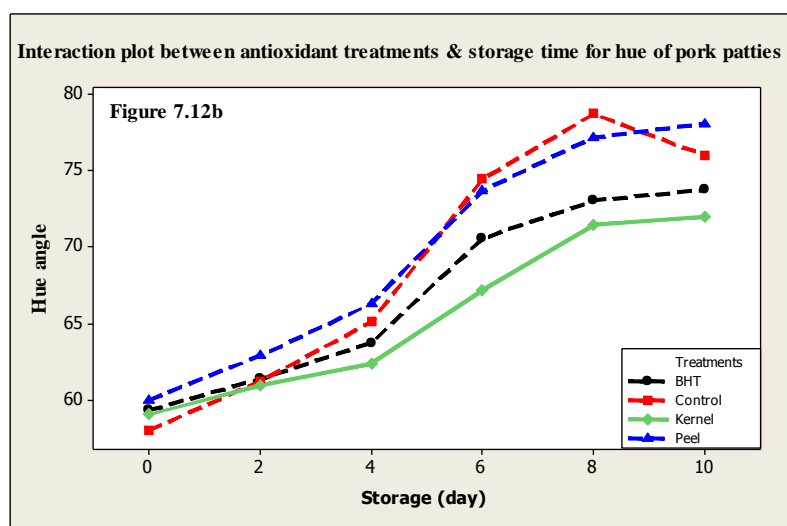 Interaction plot between antioxidant treatments & storage time for hue of pork patties
Figure 7.12b
Hue angle
80
75
70
65
60
0 2 4 6 8 10
Storage (day)
Treatments
BHT
Control
Kernel
Peel